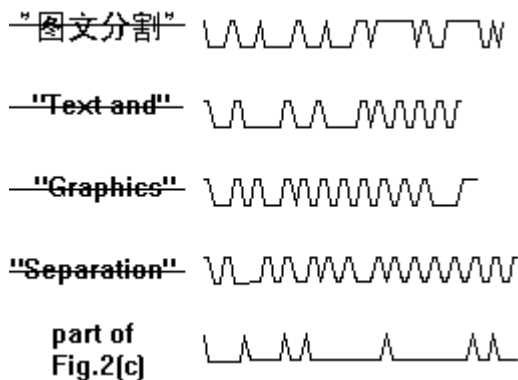 "图文分割"
"Text and"
"Graphics"
"Separation"
part of
Fig.2(c)